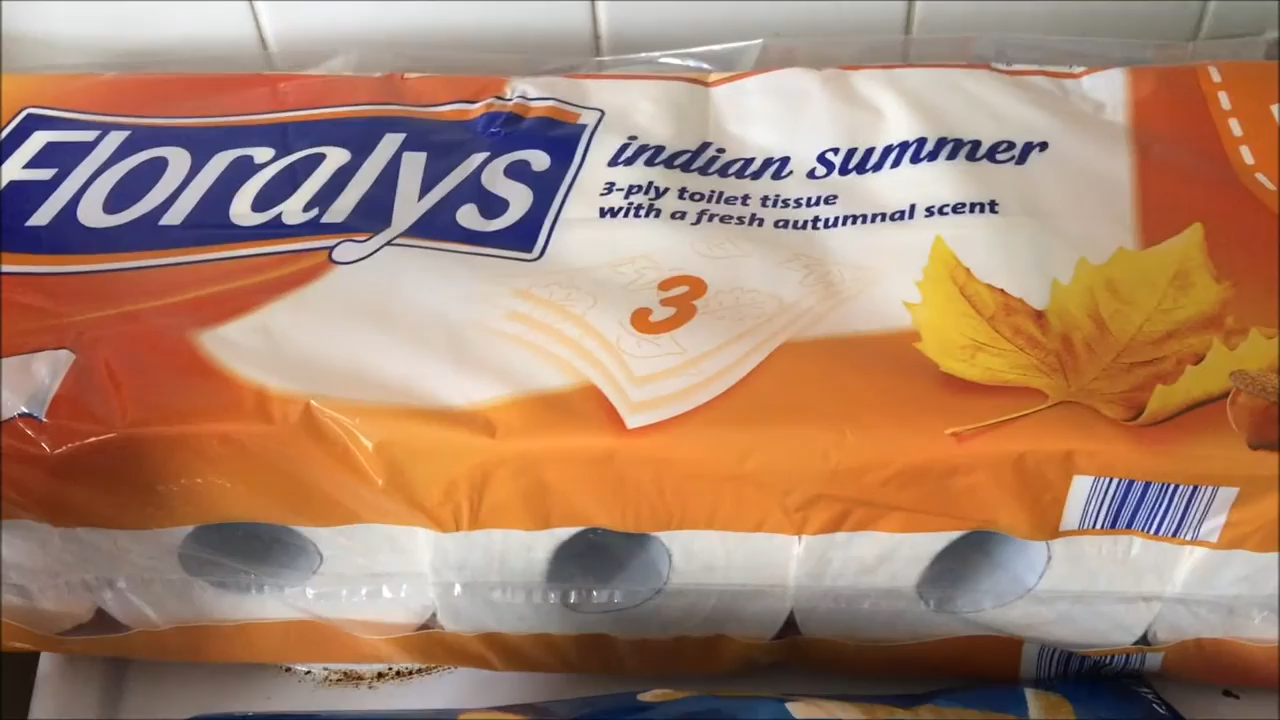 Floralys
indian summer
3-ply toilet tissue
with a fresh autumnal scent
3